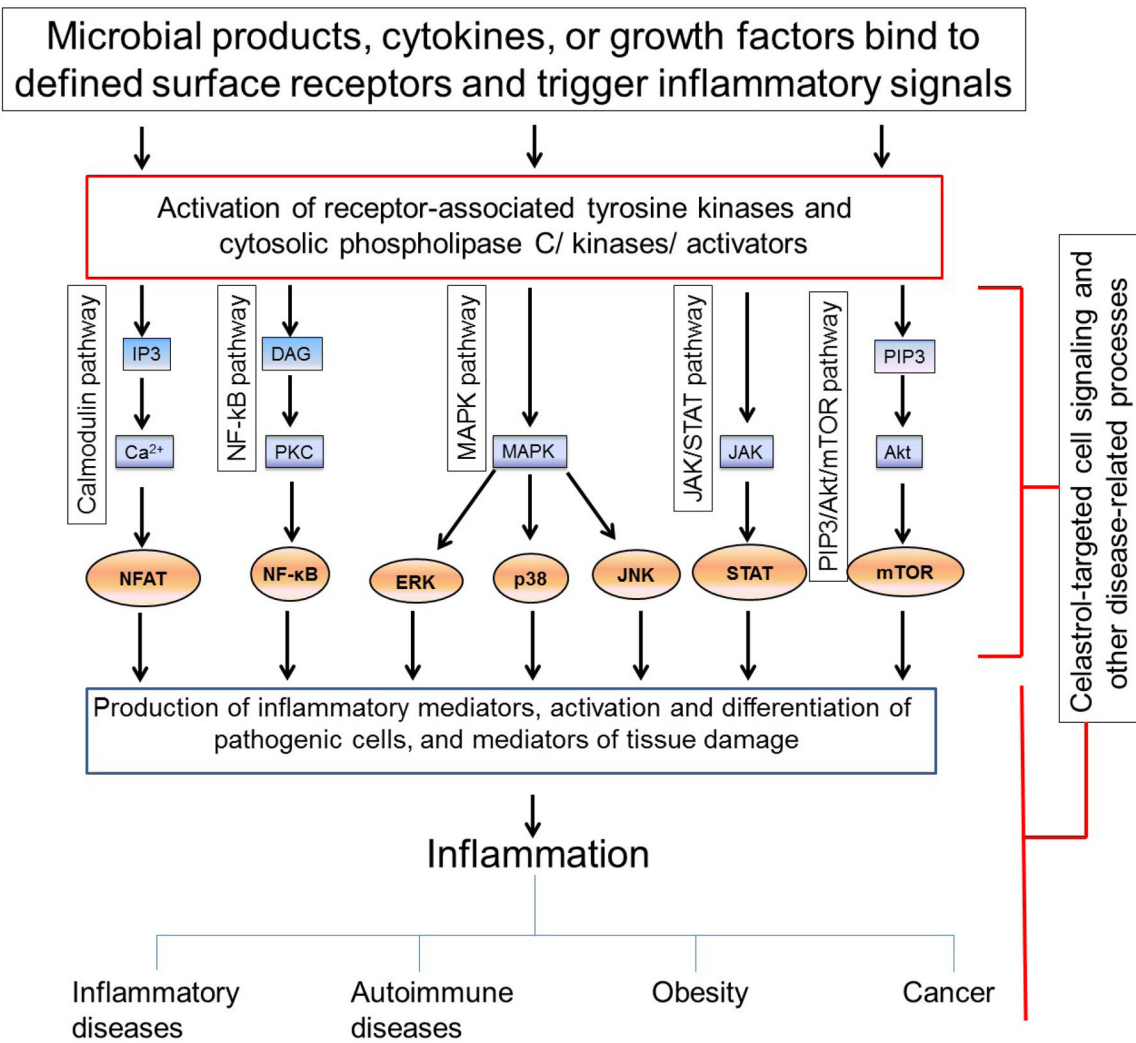 Microbial products, cytokines, or growth factors bind to
defined surface receptors and trigger inflammatory signals
Activation of receptor-associated tyrosine kinases and
cytosolic phospholipase C/ kinases/ activators
Calmodulin pathway
IP3
Ca²⁺
NFAT
NF-kB pathway
DAG
PKC
NF-κB
MAPK pathway
MAPK
ERK
p38
JNK
JAK/STAT pathway
JAK
STAT
PIP3/Akt/mTOR pathway
PIP3
Akt
mTOR
Celastrol-targeted cell signaling and
other disease-related processes
Production of inflammatory mediators, activation and differentiation of
pathogenic cells, and mediators of tissue damage
Inflammation
Inflammatory
diseases
Autoimmune
diseases
Obesity
Cancer